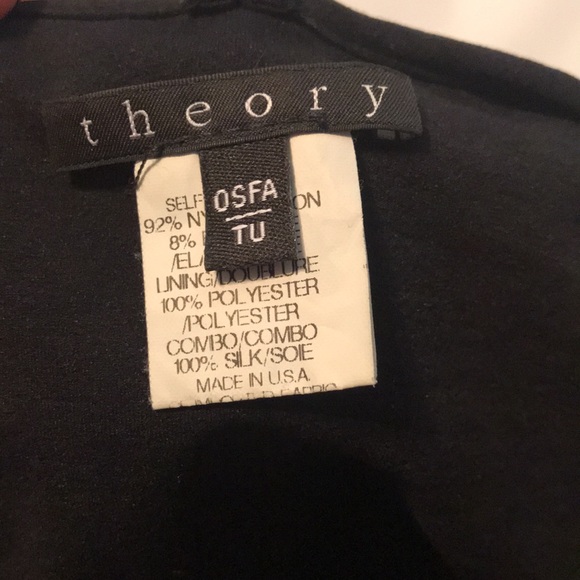 theory
OSFA
TU
SELF
92%
8%
LINING/DOUBLURE
100% POLYESTER
/POLYESTER
COMBO/COMBO
100% SILK/SOIE
MADE IN U.S.A.